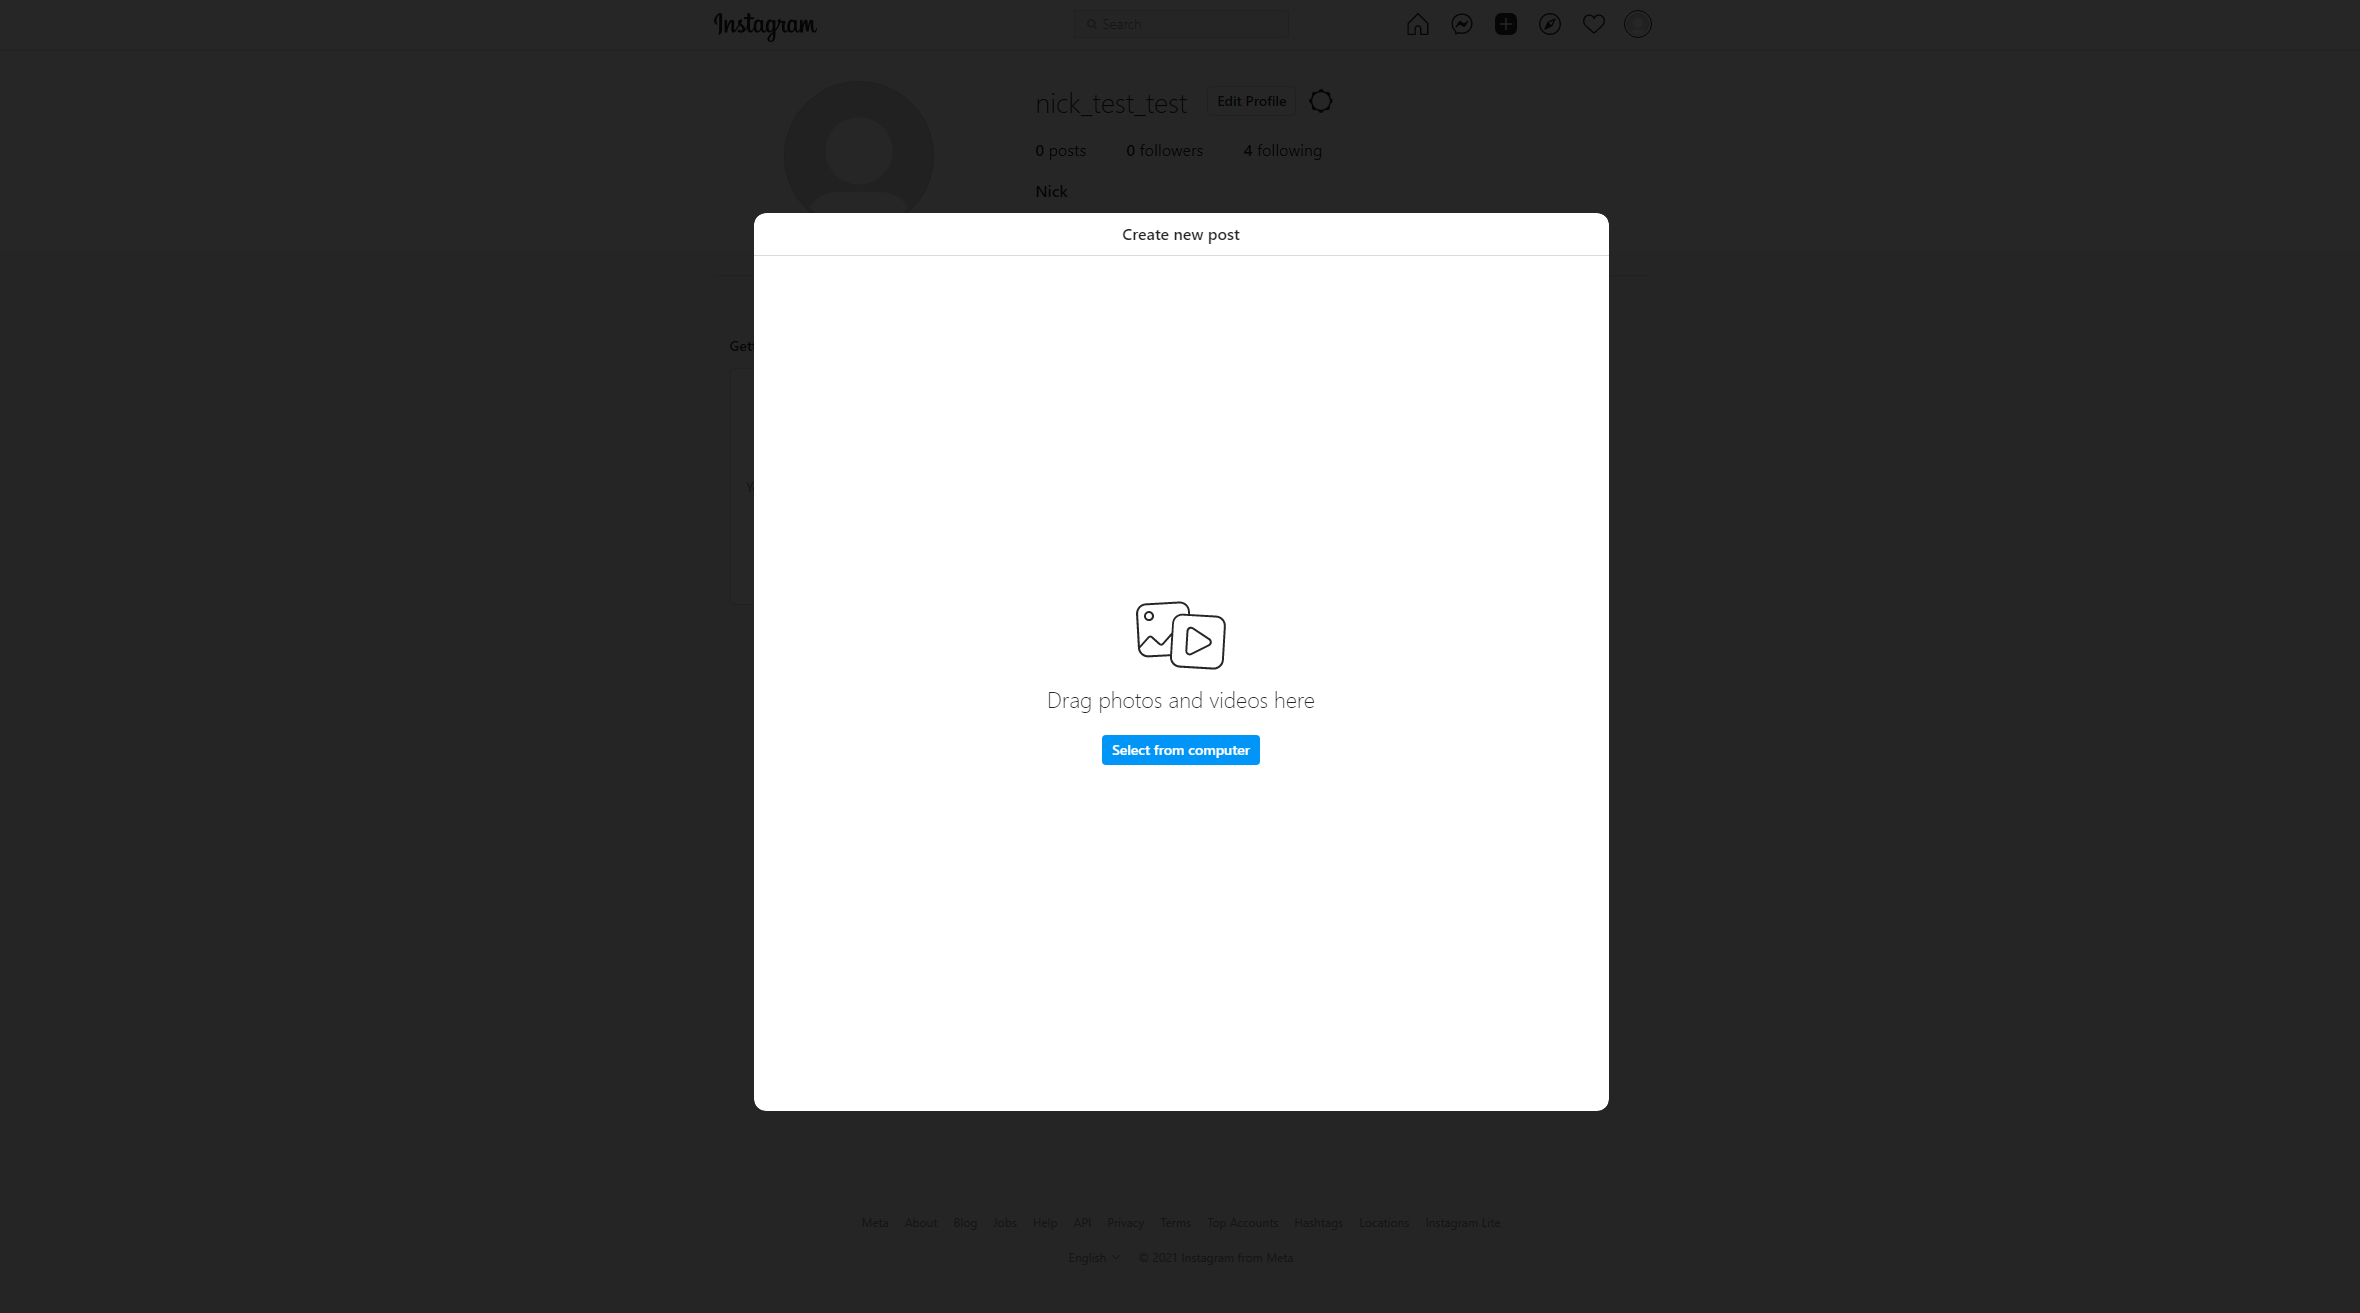 Instagram
Search
nick_test_test Edit Profile
0 posts 0 followers 4 following
Nick
Create new post
Drag photos and videos here
Select from computer
Meta About Blog Jobs Help API Privacy Terms Top Accounts Hashtags Locations Instagram Lite
English © 2021 Instagram from Meta